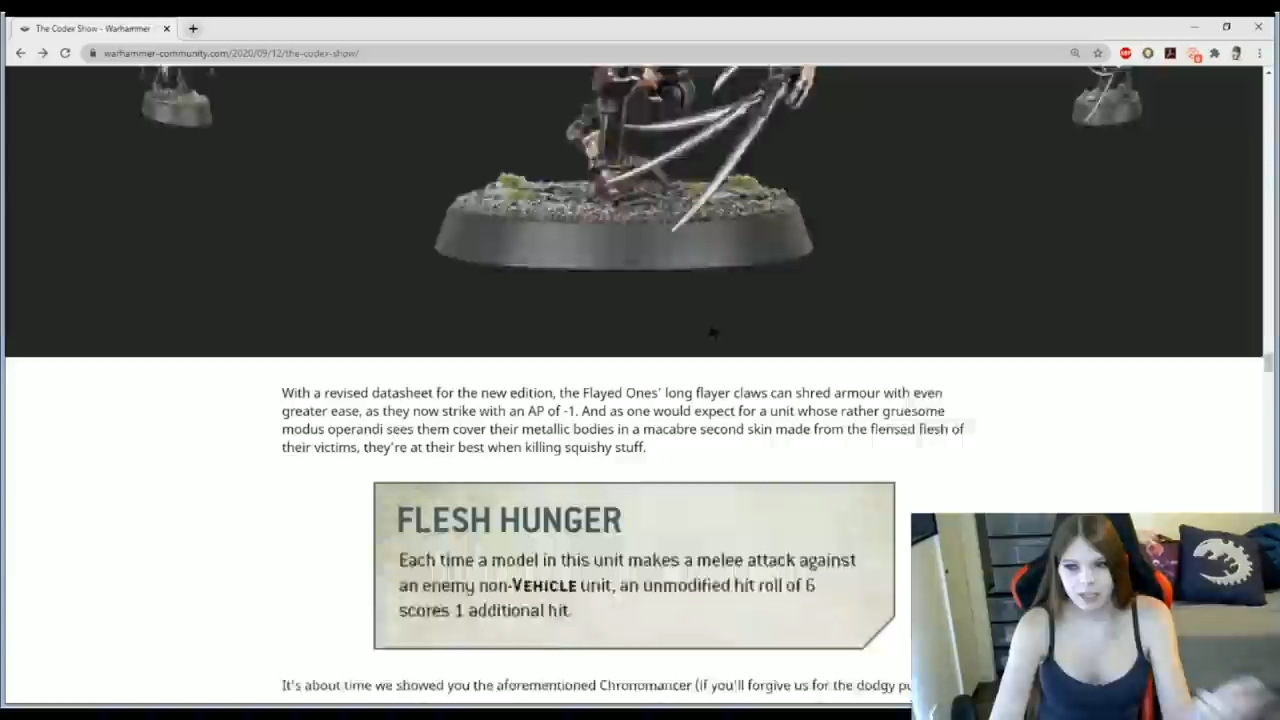 The Codex Show - Warhammer
warhammer-community.com/2020/09/12/the-codex-show/
With a revised datasheet for the new edition, the Flayed Ones' long flayer claws can shred armour with even
greater ease, as they now strike with an AP of -1. And as one would expect for a unit whose rather gruesome
modus operandi sees them cover their metallic bodies in a macabre second skin made from the flensed flesh of
their victims, they're at their best when killing squishy stuff.
FLESH HUNGER
Each time a model in this unit makes a melee attack against
an enemy non-VEHICLE unit, an unmodified hit roll of 6
scores 1 additional hit.
It's about time we showed you the aforementioned Chronomancer (if you'll forgive us for the dodgy